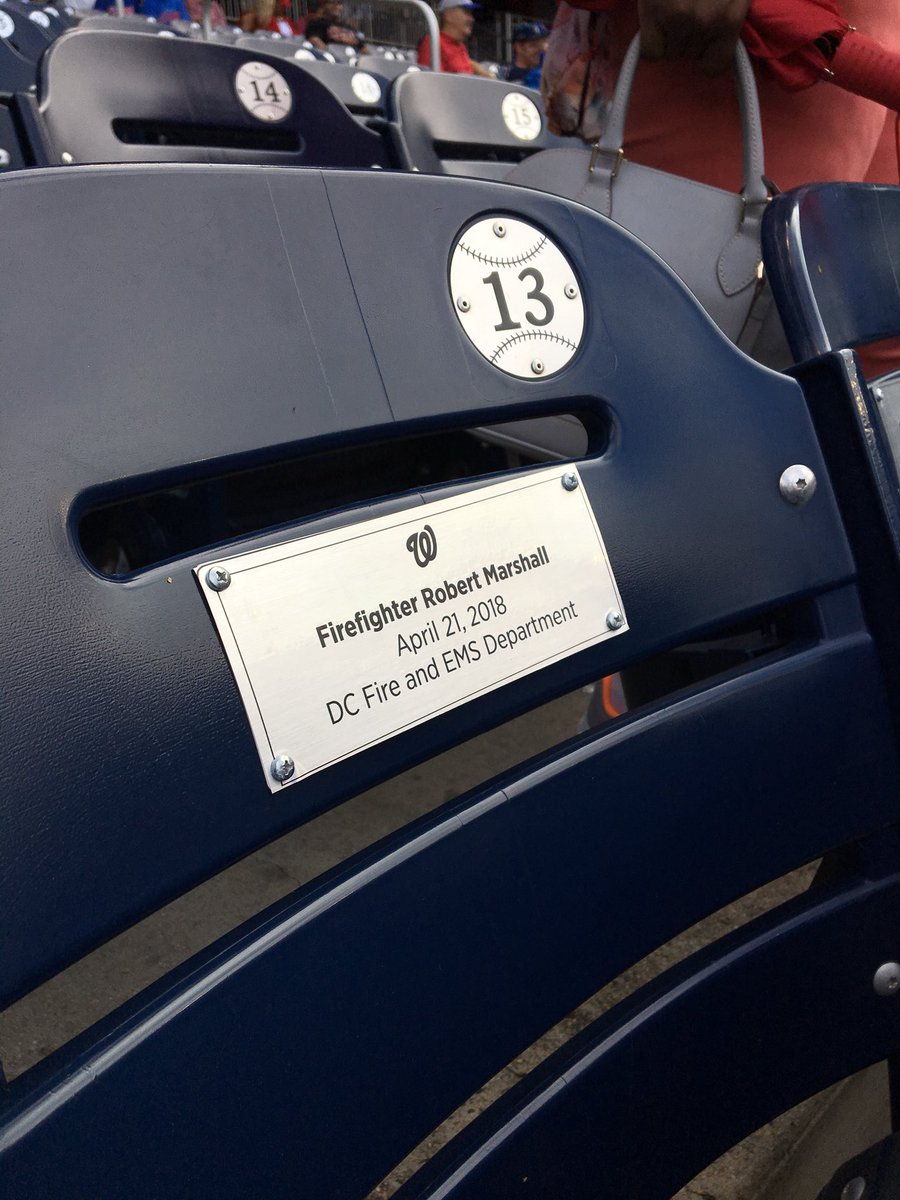 14
15
13
W
Firefighter Robert Marshall
April 21, 2018
DC Fire and EMS Department